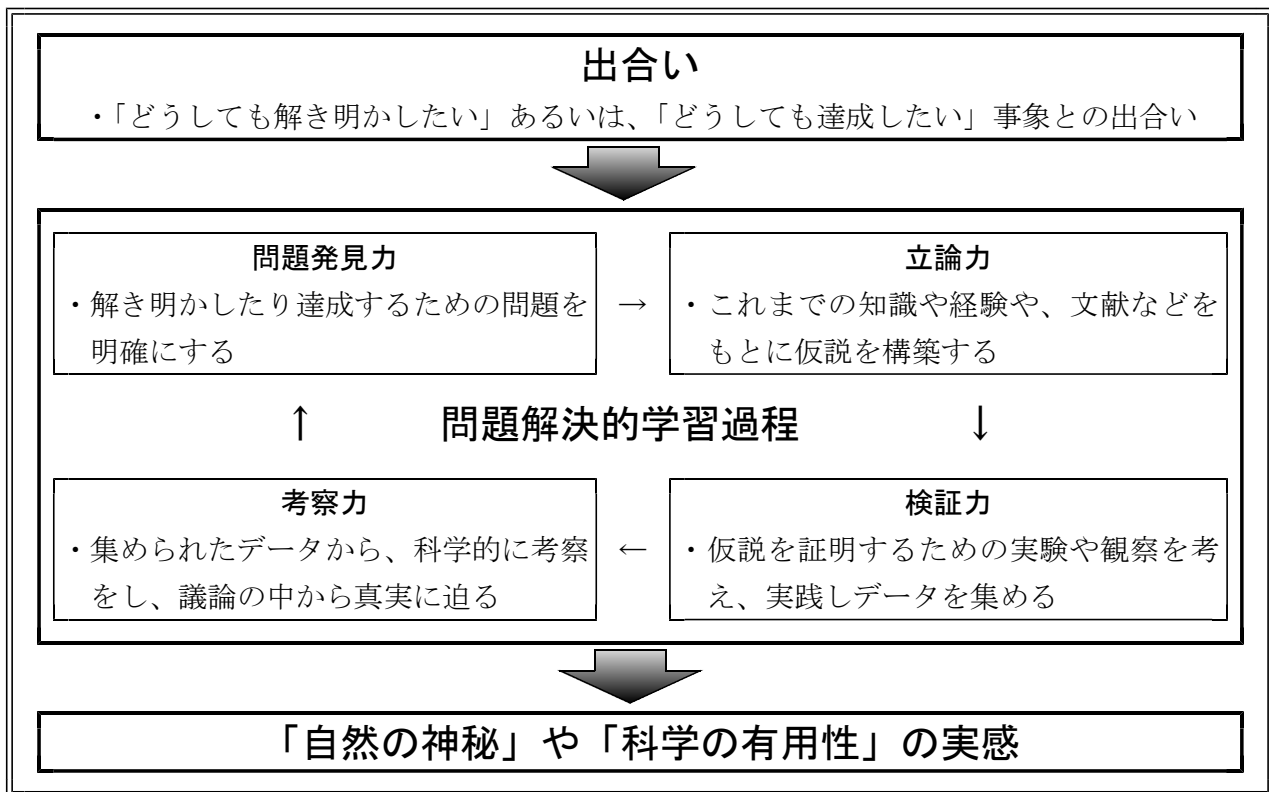 出合い
・「どうしても解き明かしたい」あるいは、「どうしても達成したい」事象との出合い
問題発見力
・解き明かしたり達成するための問題を
明確にする
→
立論力
・これまでの知識や経験や、文献などを
もとに仮説を構築する
↑ 問題解決的学習過程 ↓
考察力
・集められたデータから、科学的に考察
をし、議論の中から真実に迫る
←
検証力
・仮説を証明するための実験や観察を考
え、実践しデータを集める
「自然の神秘」や「科学の有用性」の実感